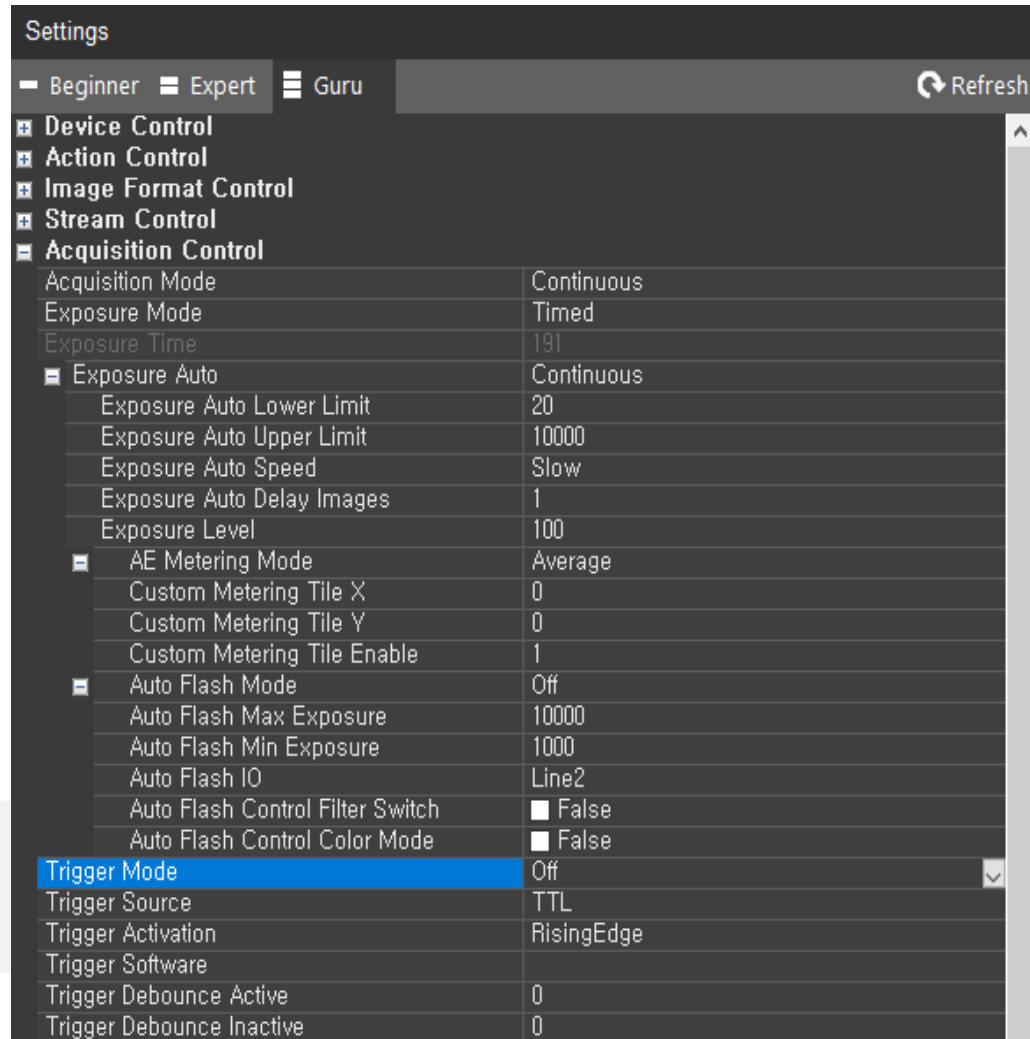 Settings
Beginner Expert Guru Refresh
Device Control
Action Control
Image Format Control
Stream Control
Acquisition Control
Acquisition Mode Continuous
Exposure Mode Timed
Exposure Time 191
Exposure Auto Continuous
Exposure Auto Lower Limit 20
Exposure Auto Upper Limit 10000
Exposure Auto Speed Slow
Exposure Auto Delay Images 1
Exposure Level 100
AE Metering Mode Average
Custom Metering Tile X 0
Custom Metering Tile Y 0
Custom Metering Tile Enable 1
Auto Flash Mode Off
Auto Flash Max Exposure 10000
Auto Flash Min Exposure 1000
Auto Flash IO Line2
Auto Flash Control Filter Switch False
Auto Flash Control Color Mode False
Trigger Mode Off
Trigger Source TTL
Trigger Activation RisingEdge
Trigger Software
Trigger Debounce Active 0
Trigger Debounce Inactive 0